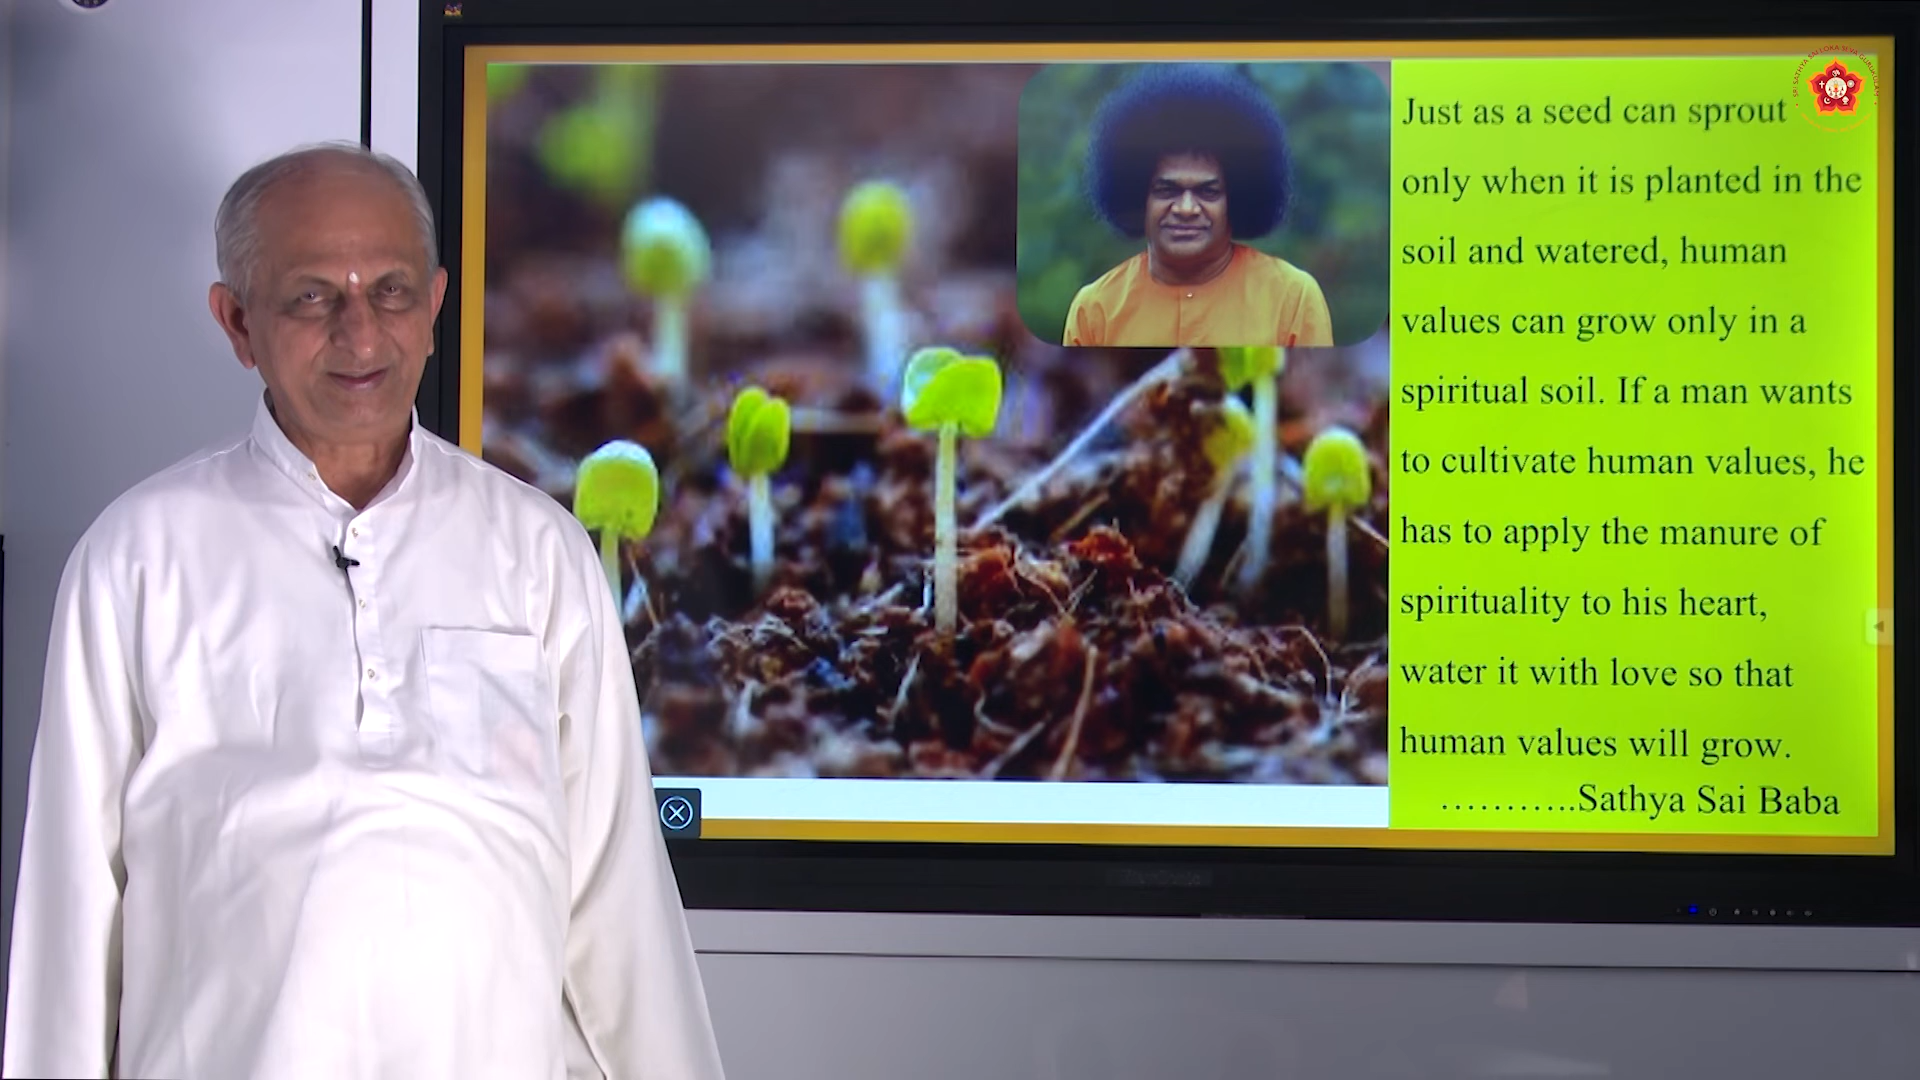 Just as a seed can sprout
only when it is planted in the
soil and watered, human
values can grow only in a
spiritual soil. If a man wants
to cultivate human values, he
has to apply the manure of
spirituality to his heart,
water it with love so that
human values will grow.
...........Sathya Sai Baba